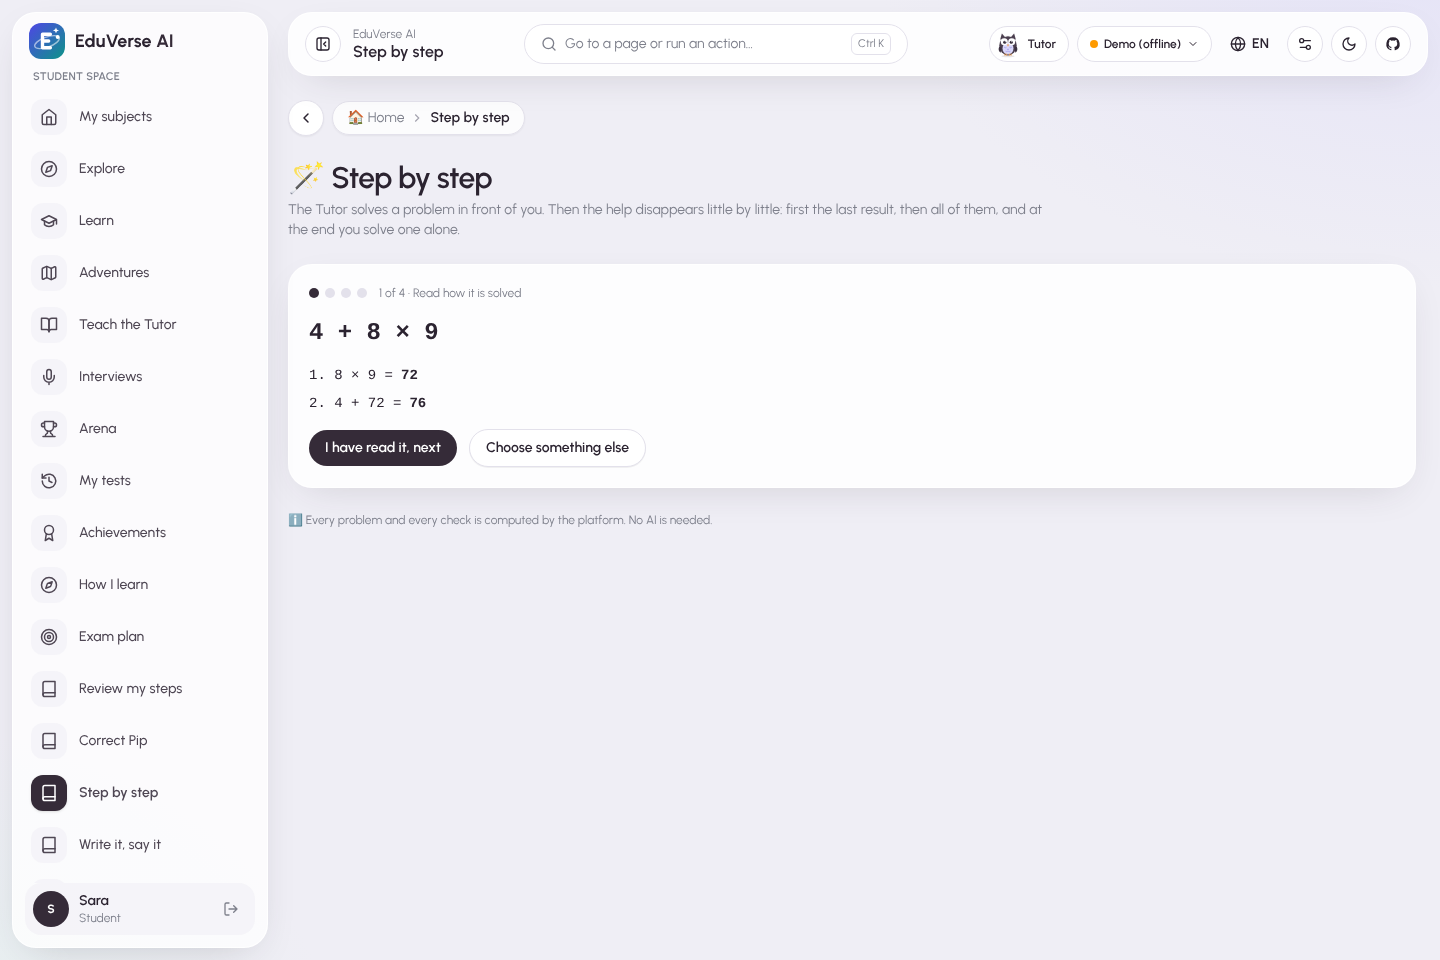 EduVerse AI
STUDENT SPACE
My subjects
Explore
Learn
Adventures
Teach the Tutor
Interviews
Arena
My tests
Achievements
How I learn
Exam plan
Review my steps
Correct Pip
Step by step
Write it, say it
S
Sara
Student
EduVerse AI
Step by step
Go to a page or run an action...
Ctrl K
Tutor
Demo (offline)
EN
Home
Step by step
Step by step
The Tutor solves a problem in front of you. Then the help disappears little by little: first the last result, then all of them, and at
the end you solve one alone.
1 of 4 · Read how it is solved
4 + 8 × 9
1. 8 × 9 = 72
2. 4 + 72 = 76
I have read it, next
Choose something else
Every problem and every check is computed by the platform. No AI is needed.